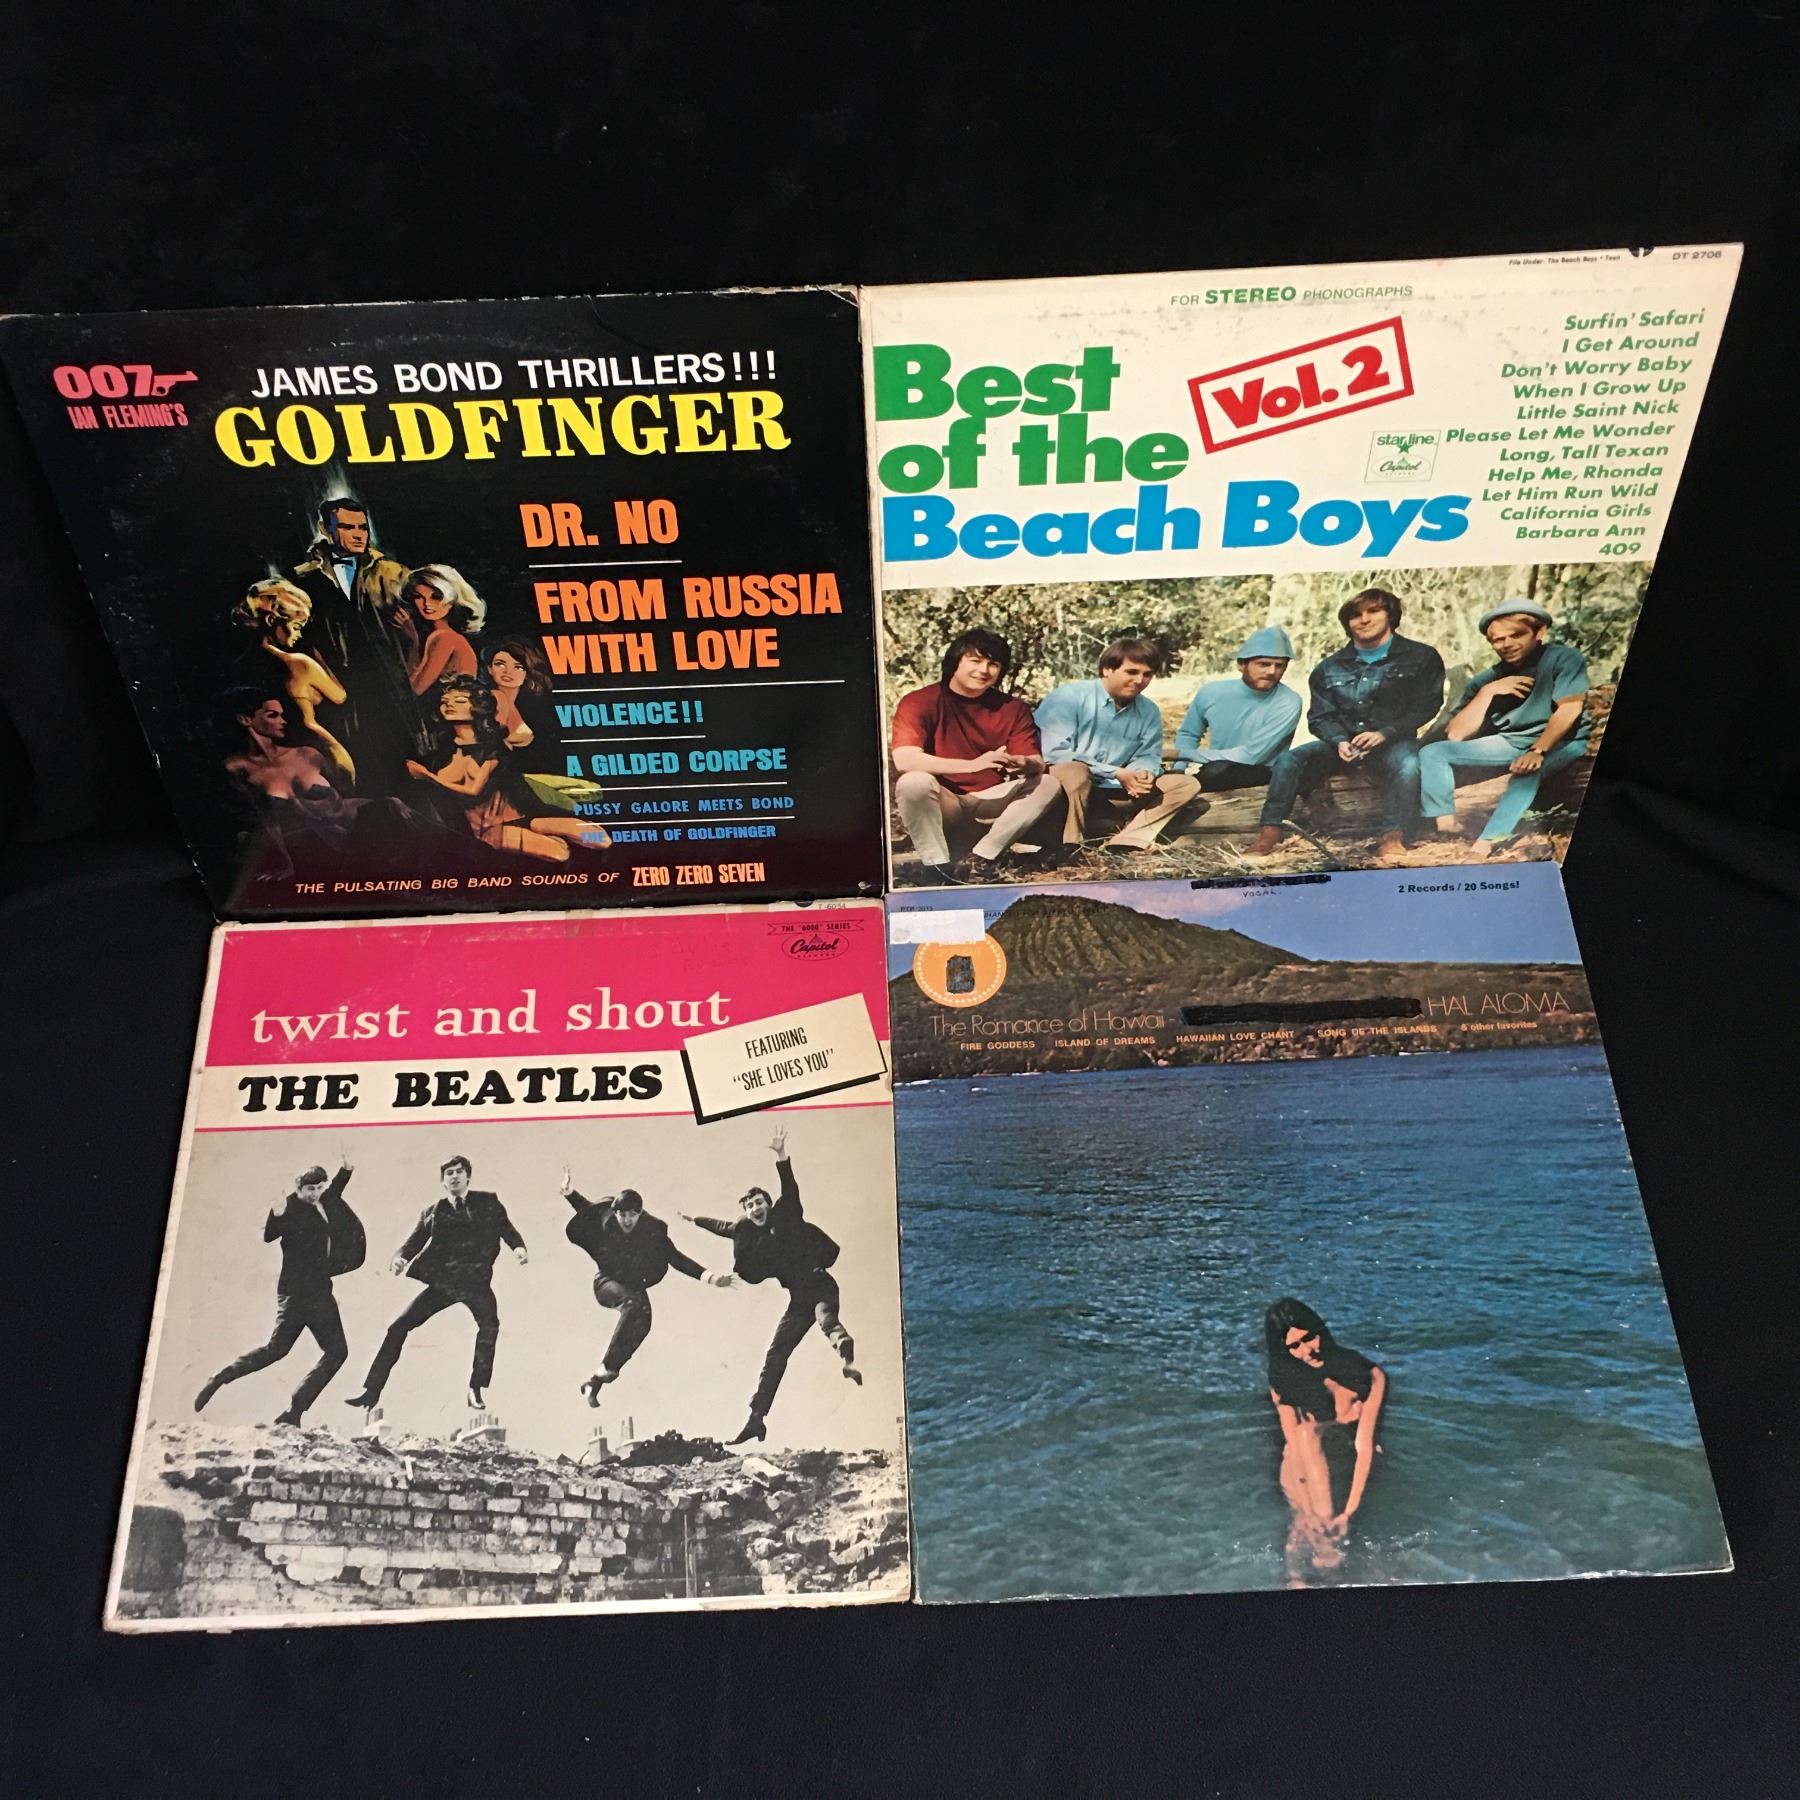 007
IAN FLEMING'S
JAMES BOND THRILLERS!!!
GOLDFINGER
DR. NO
FROM RUSSIA
WITH LOVE
VIOLENCE!!
A GILDED CORPSE
PUSSY GALORE MEETS BOND
THE DEATH OF GOLDFINGER
THE PULSATING BIG BAND SOUNDS OF ZERO ZERO SEVEN
File Under: The Beach Boys • Teen
DT 2706
FOR STEREO PHONOGRAPHS
Best
of the
Beach Boys
Vol. 2
starline
Capitol
RECORDS
Surfin' Safari
I Get Around
Don't Worry Baby
When I Grow Up
Little Saint Nick
Please Let Me Wonder
Long, Tall Texan
Help Me, Rhonda
Let Him Run Wild
California Girls
Barbara Ann
409
T-6054
THE "6000" SERIES
Capitol
RECORDS
twist and shout
THE BEATLES
FEATURING
"SHE LOVES YOU"
VOCAL.
2 Records / 20 Songs!
The Romance of Hawaii
HAL ALOMA
FIRE GODDESS ISLAND OF DREAMS HAWAIIAN LOVE CHANT SONG OF THE ISLANDS & other favorites